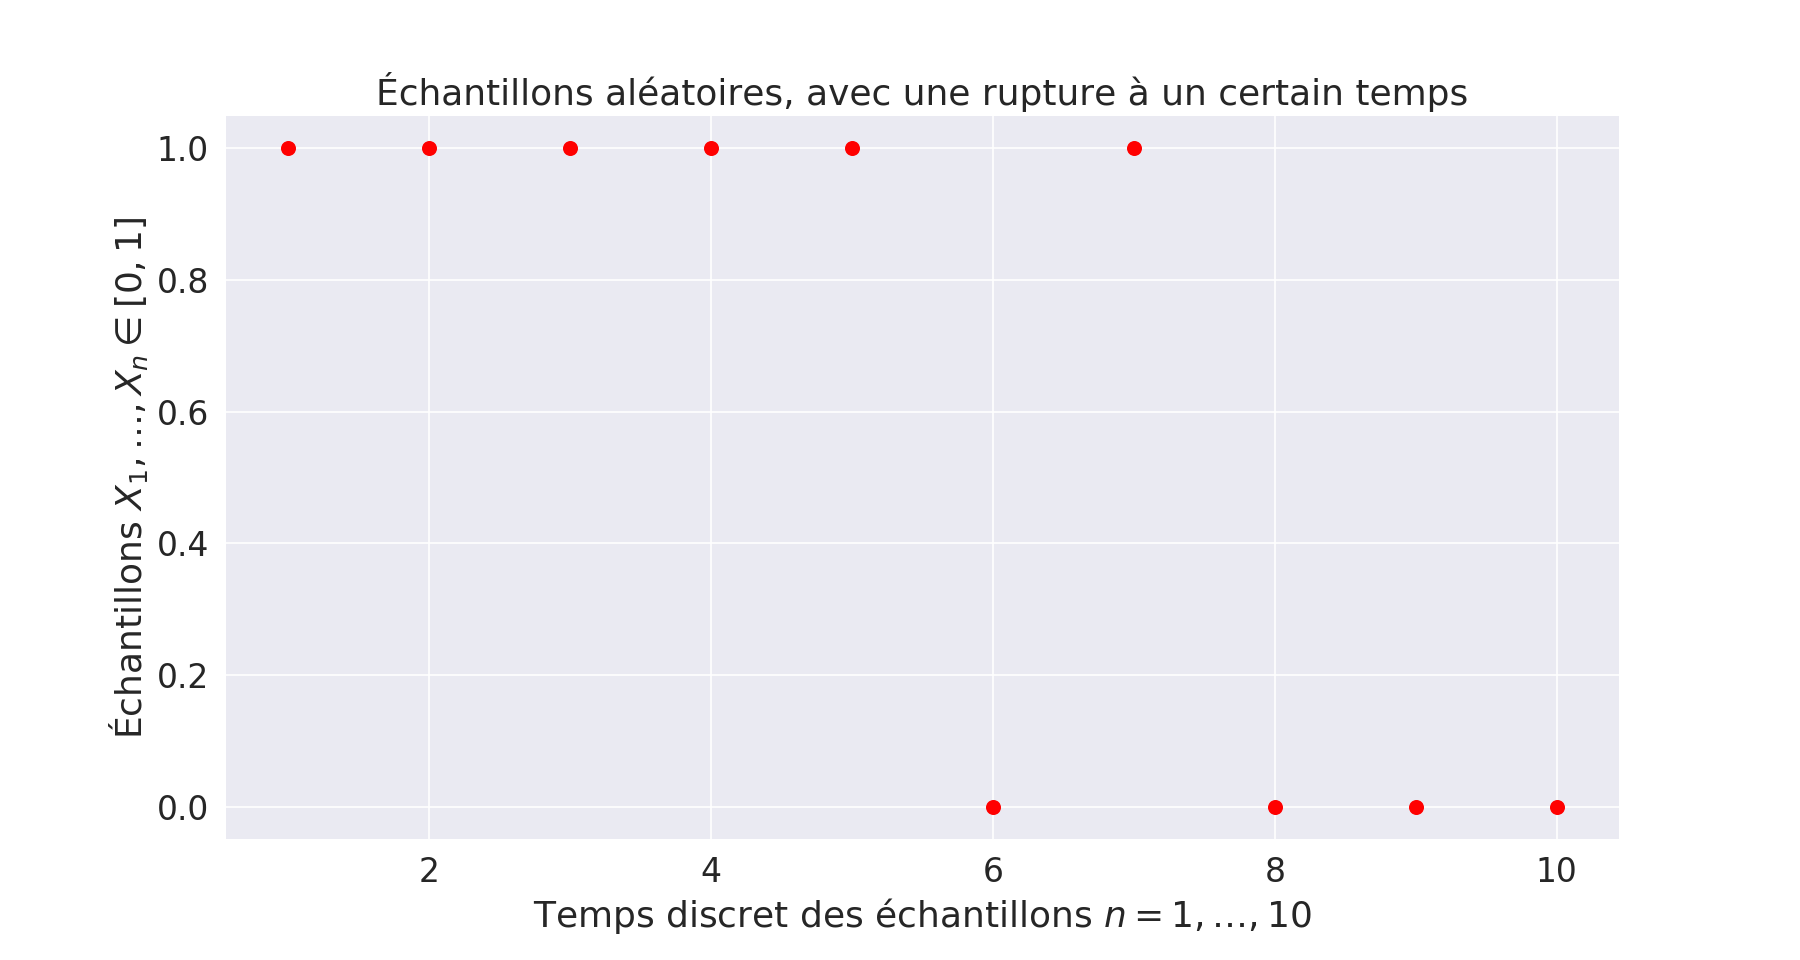 Échantillons aléatoires, avec une rupture à un certain temps
Échantillons X₁, …, Xₙ ∈ [0, 1]
1.0
0.8
0.6
0.4
0.2
0.0
2 4 6 8 10
Temps discret des échantillons n = 1, …, 10